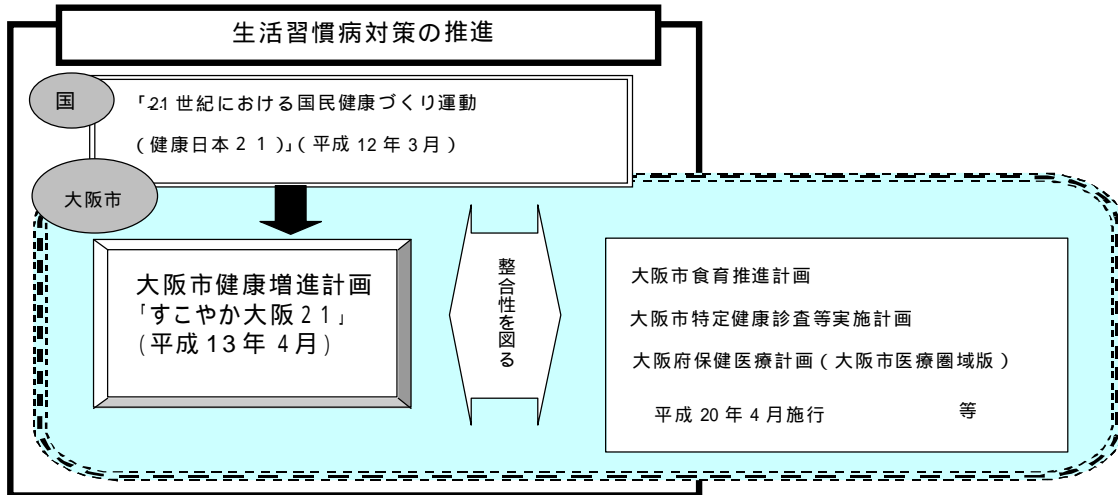 生活習慣病対策の推進
国
「21世紀における国民健康づくり運動
(健康日本21)」(平成12年3月)
大阪市
大阪市健康増進計画
「すこやか大阪21」
(平成13年4月)
整合性を図る
大阪市食育推進計画
大阪市特定健康診査等実施計画
大阪府保健医療計画(大阪市医療圏域版)
平成20年4月施行 等